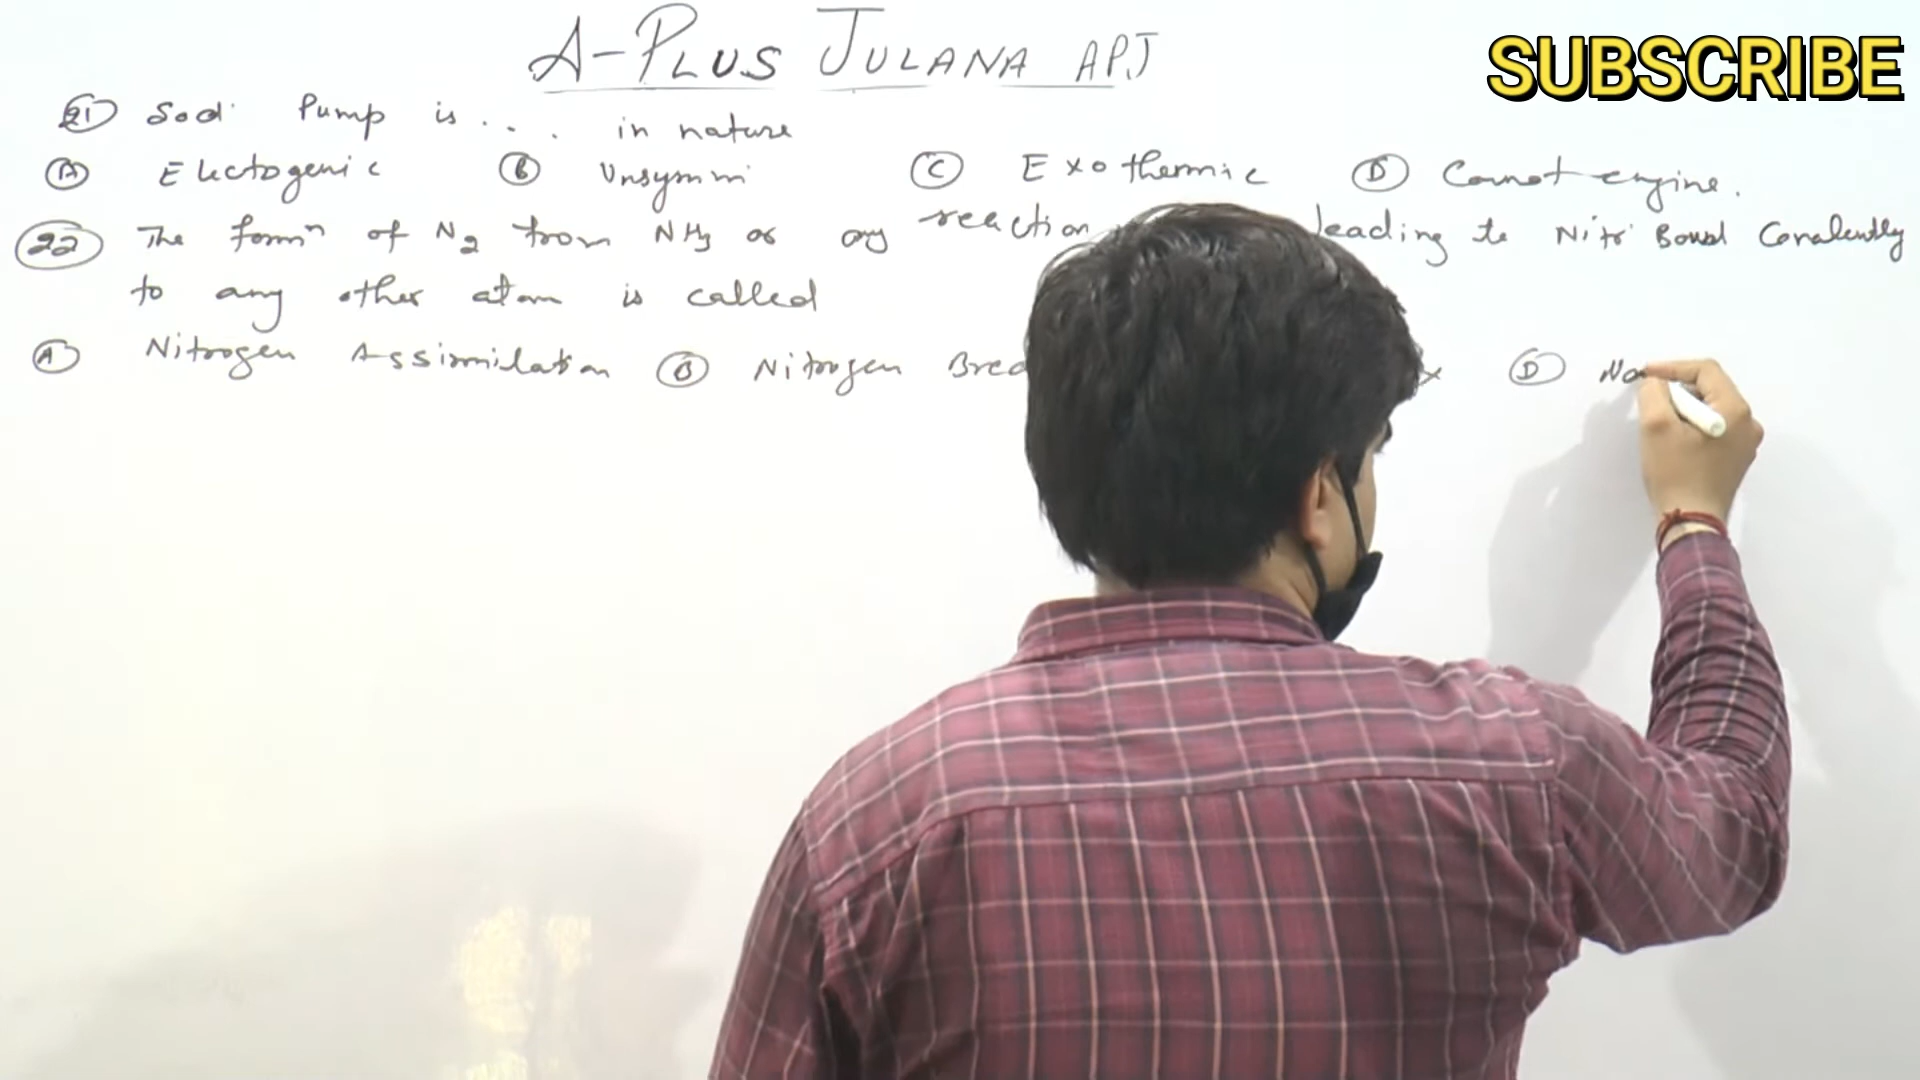 A-PLUS JULANA APJ
SUBSCRIBE
21 Sod Pump is . . . in nature
A Electogenic B Unsymmi C Exothermic D Carnot engine.
22 The formn of N2 from NH3 or any reaction leading to Nitr Bond Covalently
to any other atom is called
A Nitrogen Assimilation B Nitrogen Brea x D No